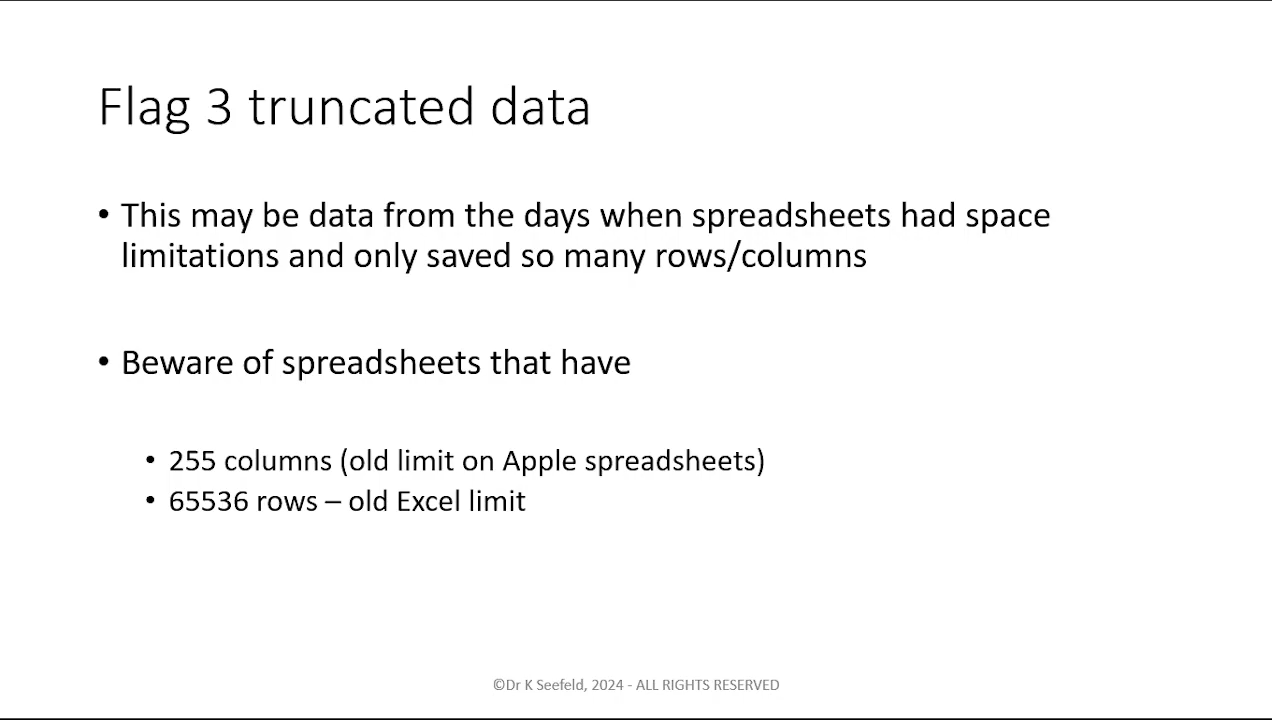 Flag 3 truncated data
• This may be data from the days when spreadsheets had space
limitations and only saved so many rows/columns
• Beware of spreadsheets that have
• 255 columns (old limit on Apple spreadsheets)
• 65536 rows – old Excel limit
©Dr K Seefeld, 2024 - ALL RIGHTS RESERVED